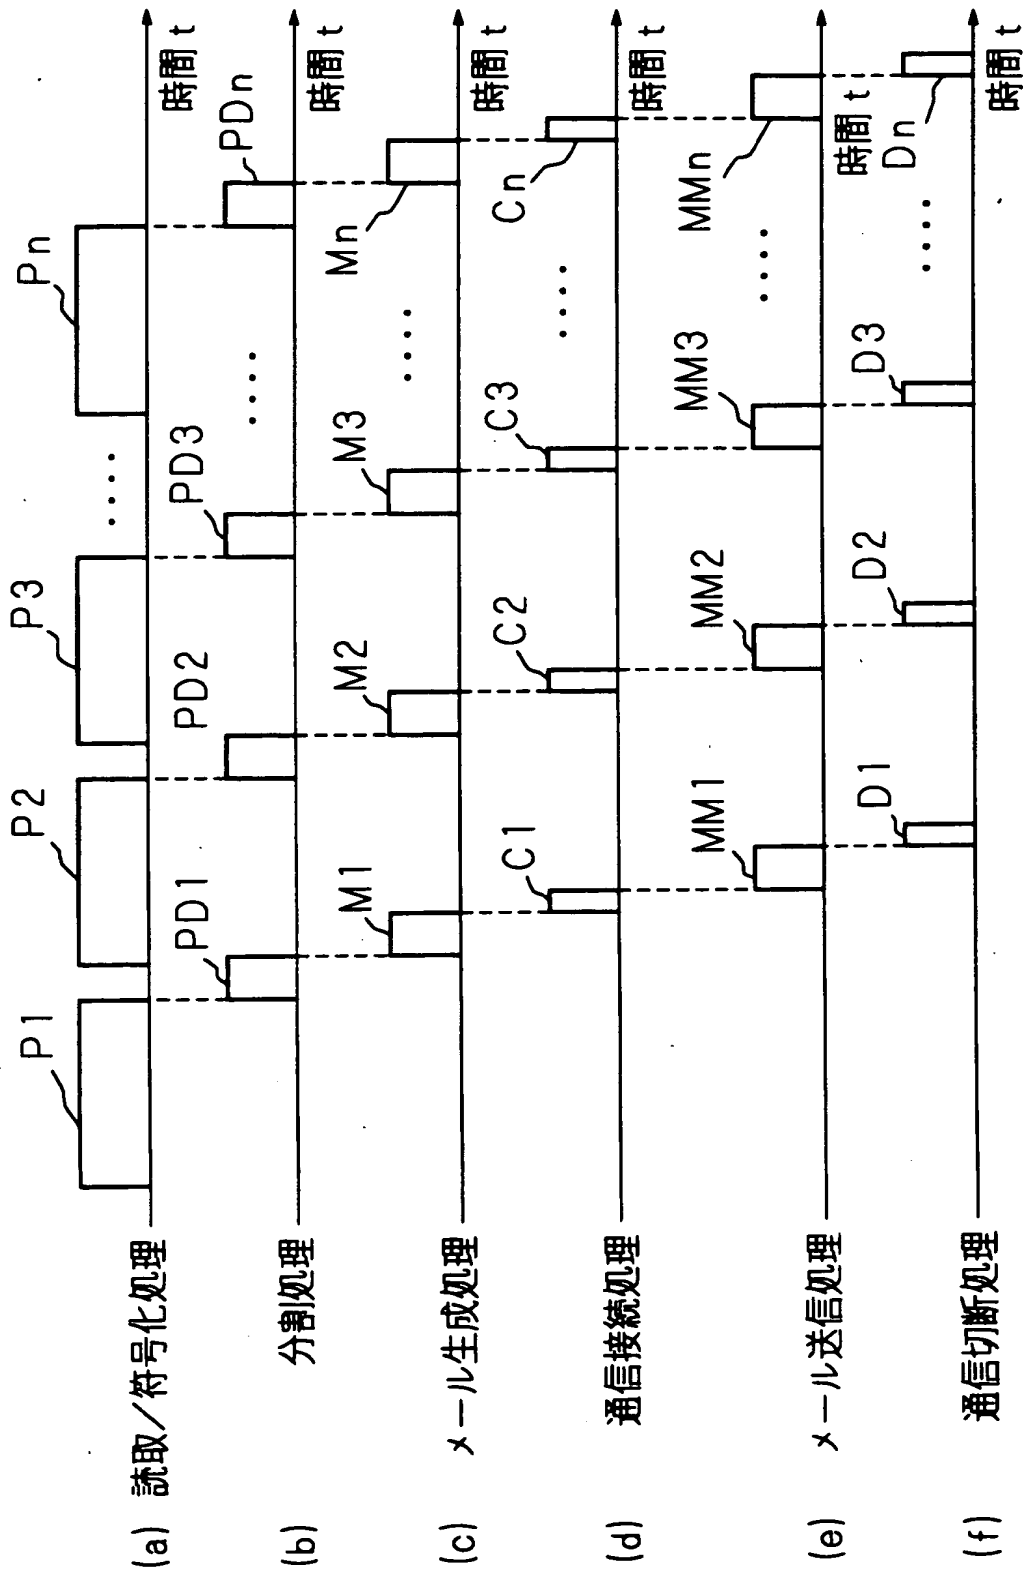 (a) 読取/符号化処理
P1
P2
P3
‥‥
Pn
時間 t
(b) 分割処理
PD1
PD2
PD3
‥‥
PDn
時間 t
(c) メール生成処理
M1
M2
M3
‥‥
Mn
時間 t
(d) 通信接続処理
C1
C2
C3
‥‥
Cn
時間 t
(e) メール送信処理
MM1
MM2
MM3
‥‥
MMn
時間 t
(f) 通信切断処理
D1
D2
D3
‥‥
Dn
時間 t